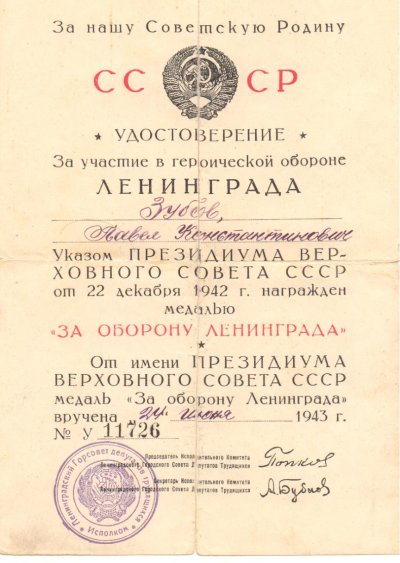 За нашу Советскую Родину
СССР
★ УДОСТОВЕРЕНИЕ ★
За участие в героической обороне
ЛЕНИНГРАДА
Зубов,
Павел Константинович
Указом ПРЕЗИДИУМА ВЕР-
ХОВНОГО СОВЕТА СССР
от 22 декабря 1942 г. награжден
медалью
«ЗА ОБОРОНУ ЛЕНИНГРАДА»
★
От имени ПРЕЗИДИУМА
ВЕРХОВНОГО СОВЕТА СССР
медаль «За оборону Ленинграда»
вручена 24 июня 1943 г.
№ У 11726
Председатель Исполнительного Комитета
Ленинградского Городского Совета Депутатов Трудящихся
Попков
Секретарь Исполнительного Комитета
Ленинградского Городского Совета Депутатов Трудящихся
А. Бубнов
Ленинградский Горсовет депутатов трудящихся
Исполком